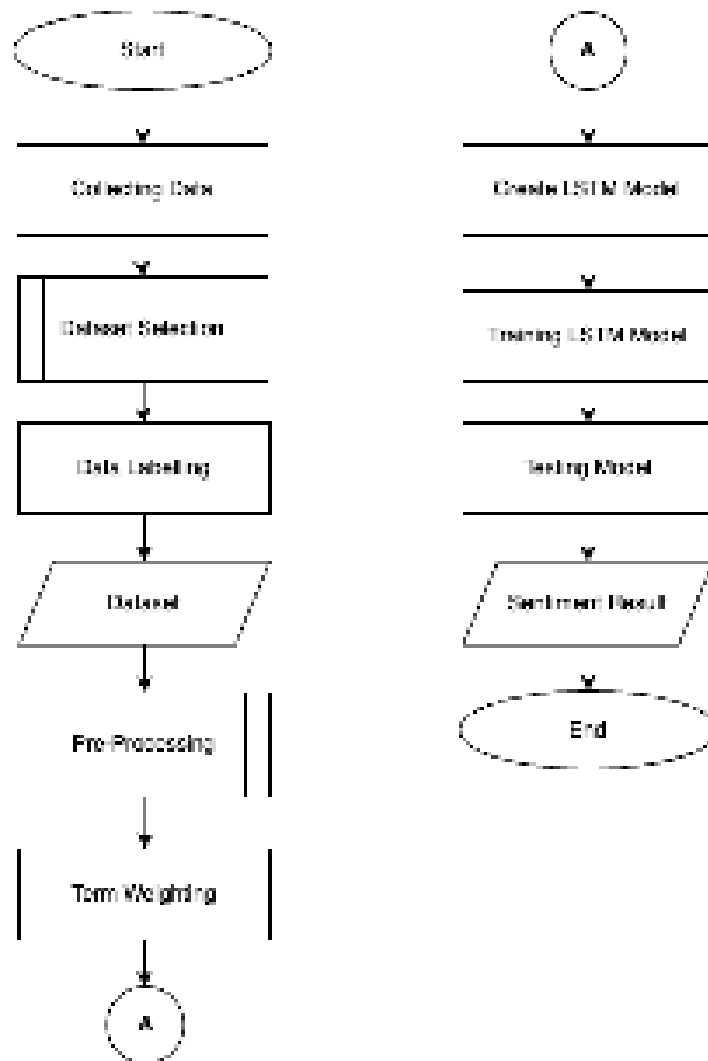 Start
Collecting Data
Dataset Selection
Data Labelling
Dataset
Pre-Processing
Term Weighting
A
A
Create LSTM Model
Training LSTM Model
Testing Model
Sentiment Result
End